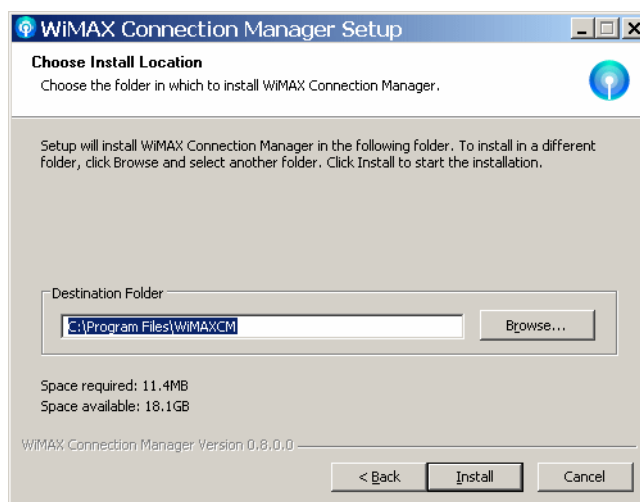 WiMAX Connection Manager Setup
Choose Install Location
Choose the folder in which to install WiMAX Connection Manager.
Setup will install WiMAX Connection Manager in the following folder. To install in a different
folder, click Browse and select another folder. Click Install to start the installation.
Destination Folder
C:\Program Files\WiMAXCM
Browse...
Space required: 11.4MB
Space available: 18.1GB
WiMAX Connection Manager Version 0.8.0.0
< Back
Install
Cancel